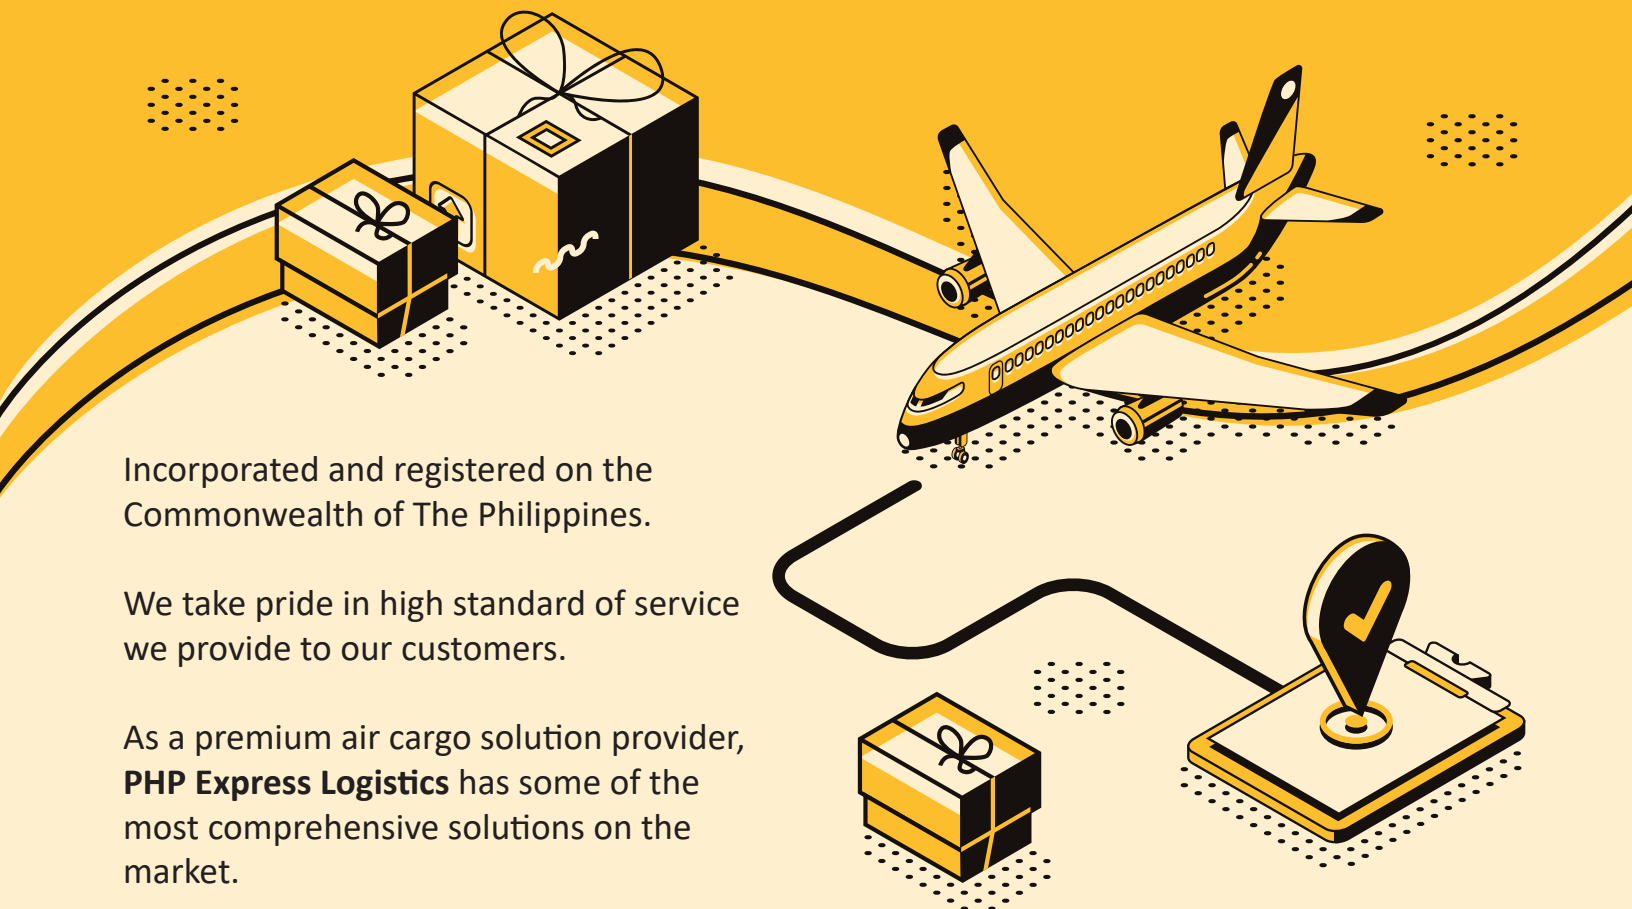 Incorporated and registered on the
Commonwealth of The Philippines.
We take pride in high standard of service
we provide to our customers.
As a premium air cargo solution provider,
PHP Express Logistics has some of the
most comprehensive solutions on the
market.